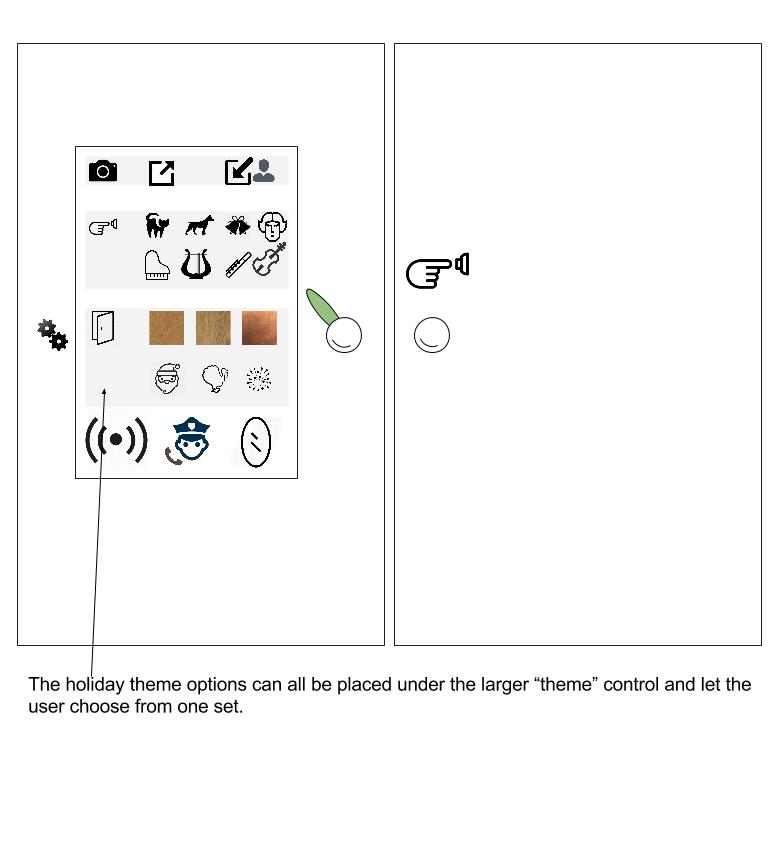 The holiday theme options can all be placed under the larger “theme” control and let the
user choose from one set.